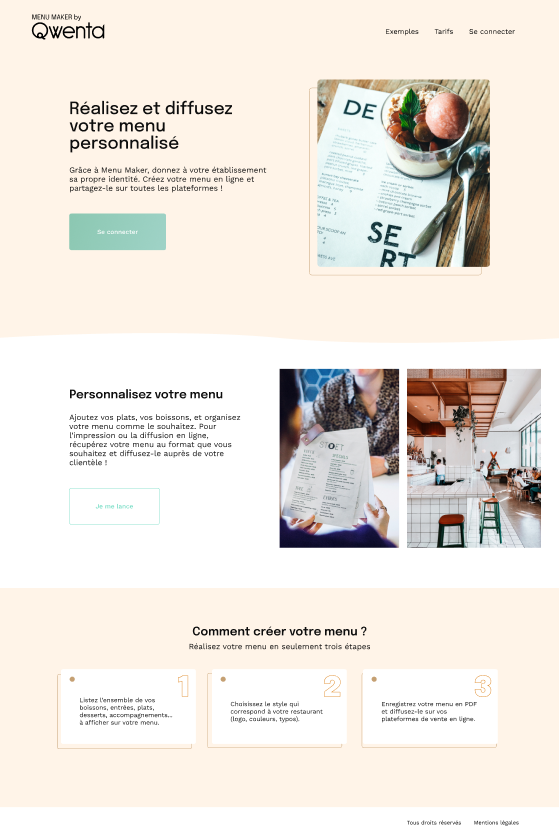 MENU MAKER by
Qwenta
Exemples Tarifs Se connecter
Réalisez et diffusez
votre menu
personnalisé
Grâce à Menu Maker, donnez à votre établissement
sa propre identité. Créez votre menu en ligne et
partagez-le sur toutes les plateformes !
Se connecter
DE
SE
RT
Personnalisez votre menu
Ajoutez vos plats, vos boissons, et organisez
votre menu comme le souhaitez. Pour
l'impression ou la diffusion en ligne,
récupérez votre menu au format que vous
souhaitez et diffusez-le auprès de votre
clientèle !
Je me lance
STOET
Comment créer votre menu ?
Réalisez votre menu en seulement trois étapes
1
Listez l'ensemble de vos
boissons, entrées, plats,
desserts, accompagnements...
à afficher sur votre menu.
2
Choisissez le style qui
correspond à votre restaurant
(logo, couleurs, typos).
3
Enregistrez votre menu en PDF
et diffusez-le sur vos
plateformes de vente en ligne.
Tous droits réservés Mentions légales